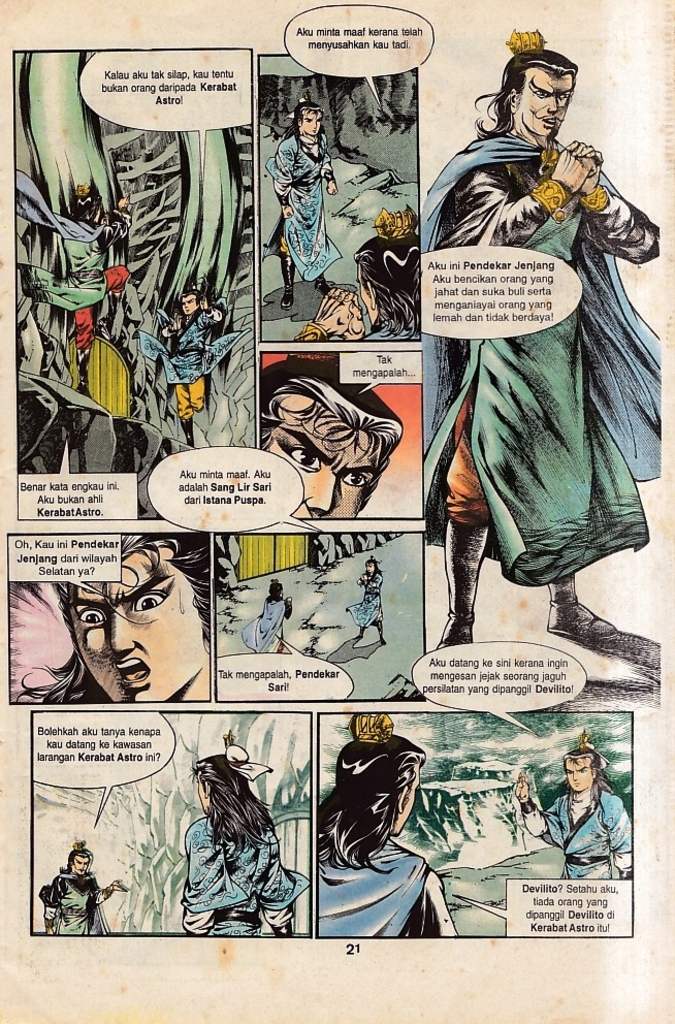 Kalau aku tak silap, kau tentu
bukan orang daripada Kerabat
Astro!
Benar kata engkau ini.
Aku bukan ahli
KerabatAstro.
Aku minta maaf kerana telah
menyusahkan kau tadi.
Aku ini Pendekar Jenjang
Aku bencikan orang yang
jahat dan suka buli serta
menganiayai orang yang
lemah dan tidak berdaya!
Tak
mengapalah...
Aku minta maaf. Aku
adalah Sang Lir Sari
dari Istana Puspa.
Oh, Kau ini Pendekar
Jenjang dari wilayah
Selatan ya?
Tak mengapalah, Pendekar
Sari!
Aku datang ke sini kerana ingin
mengesan jejak seorang jaguh
persilatan yang dipanggil Devilito!
Bolehkah aku tanya kenapa
kau datang ke kawasan
larangan Kerabat Astro ini?
Devilito? Setahu aku,
tiada orang yang
dipanggil Devilito di
Kerabat Astro itu!
21